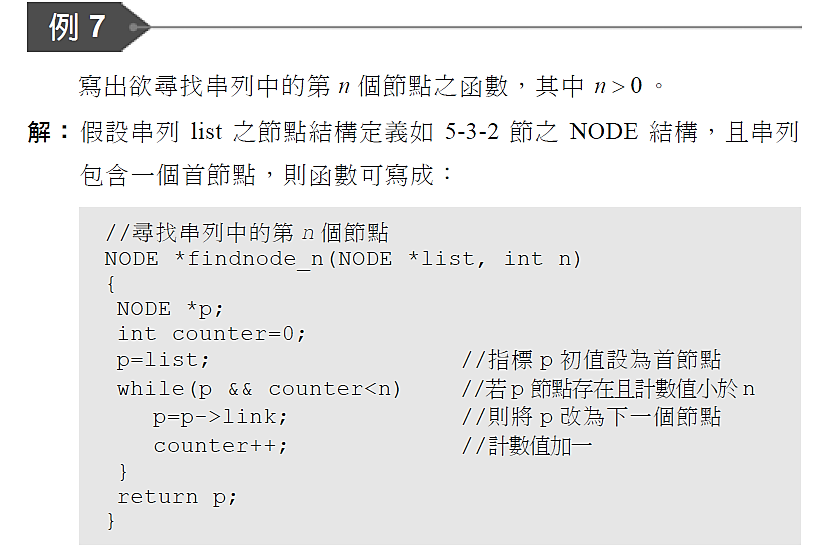 例 7
寫出欲尋找串列中的第 n 個節點之函數，其中 n > 0 。
解：假設串列 list 之節點結構定義如 5-3-2 節之 NODE 結構，且串列
包含一個首節點，則函數可寫成：
//尋找串列中的第 n 個節點
NODE *findnode_n(NODE *list, int n)
{
NODE *p;
int counter=0;
p=list; //指標 p 初值設為首節點
while(p && counter<n) //若 p 節點存在且計數值小於 n
p=p->link; //則將 p 改為下一個節點
counter++; //計數值加一
}
return p;
}